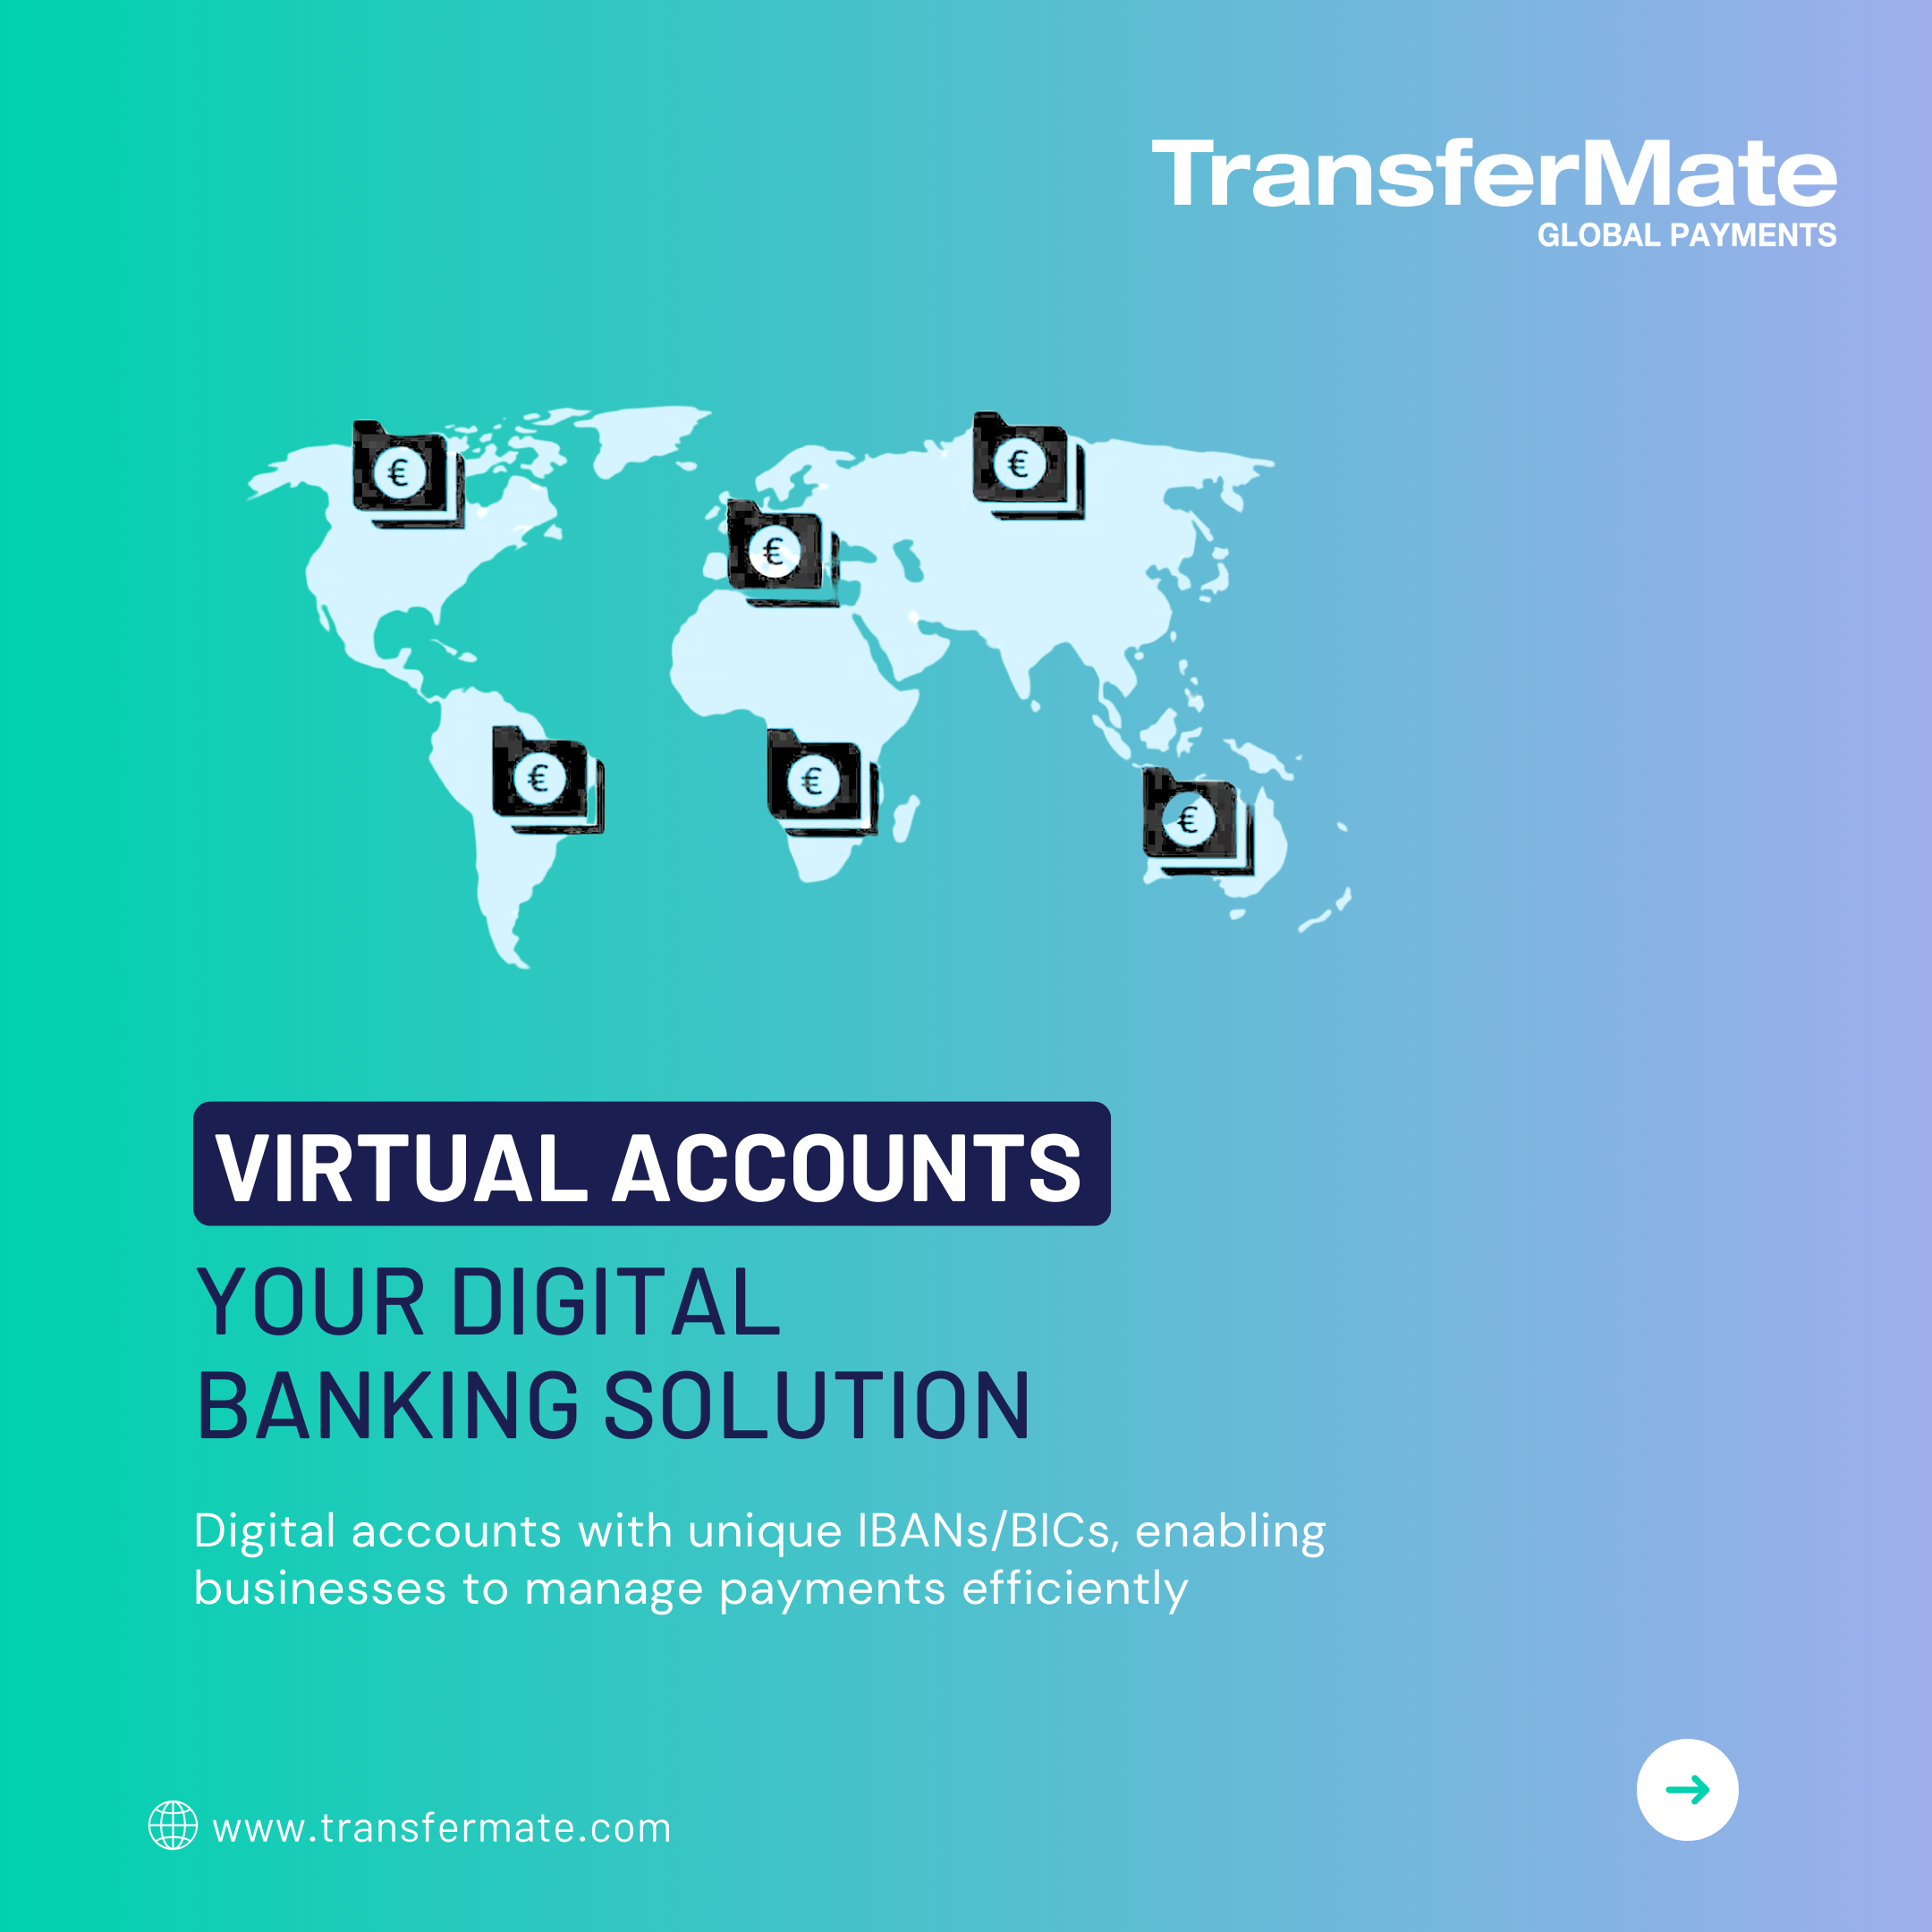 TransferMate
GLOBAL PAYMENTS
€
€
€
€
€
€
VIRTUAL ACCOUNTS
YOUR DIGITAL
BANKING SOLUTION
Digital accounts with unique IBANs/BICs, enabling
businesses to manage payments efficiently
www.transfermate.com